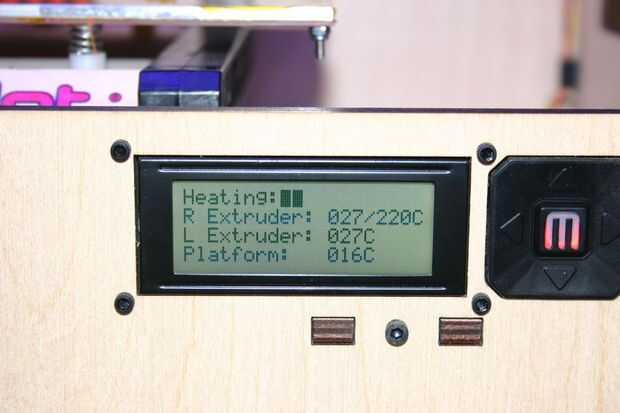 Heating:
R Extruder: 027/220C
L Extruder: 027C
Platform: 016C
M